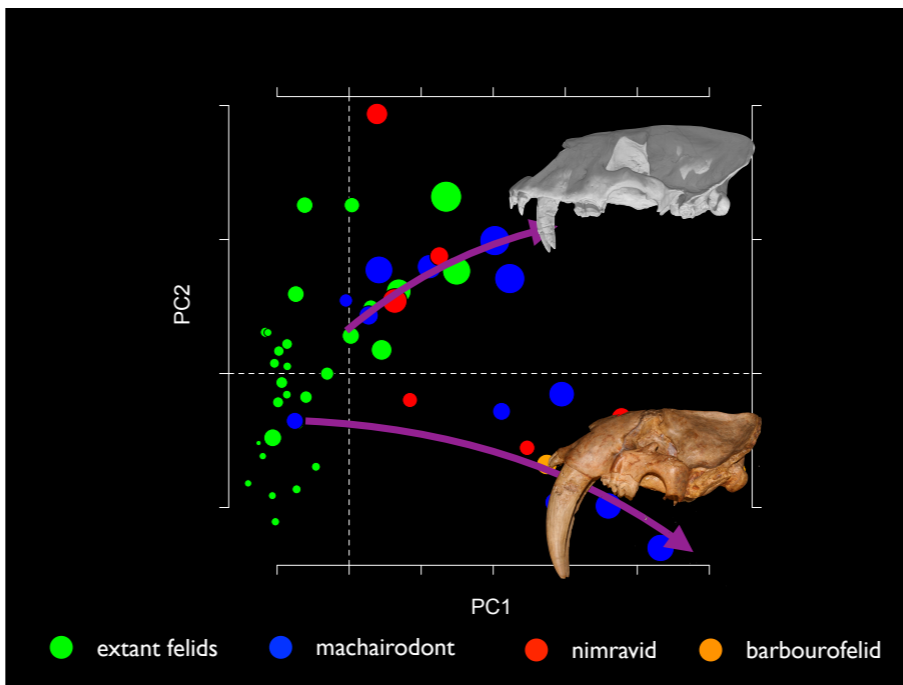 PC2
PC1
extant felids
machairodont
nimravid
barbourofelid